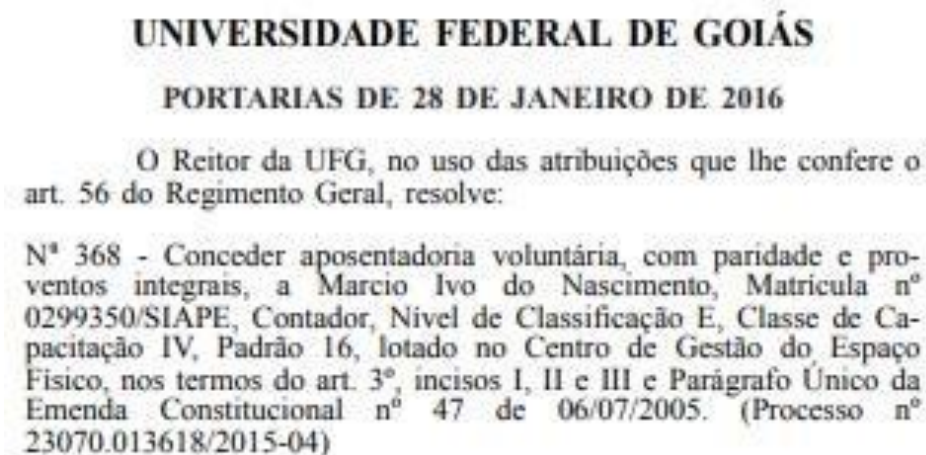 UNIVERSIDADE FEDERAL DE GOIÁS
PORTARIAS DE 28 DE JANEIRO DE 2016
O Reitor da UFG, no uso das atribuições que lhe confere o
art. 56 do Regimento Geral, resolve:
Nª 368 - Conceder aposentadoria voluntária, com paridade e pro-
ventos integrais, a Marcio Ivo do Nascimento, Matrícula nº
0299350/SIAPE, Contador, Nível de Classificação E, Classe de Ca-
pacitação IV, Padrão 16, lotado no Centro de Gestão do Espaço
Físico, nos termos do art. 3º, incisos I, II e III e Parágrafo Único da
Emenda Constitucional nº 47 de 06/07/2005. (Processo nº
23070.013618/2015-04)